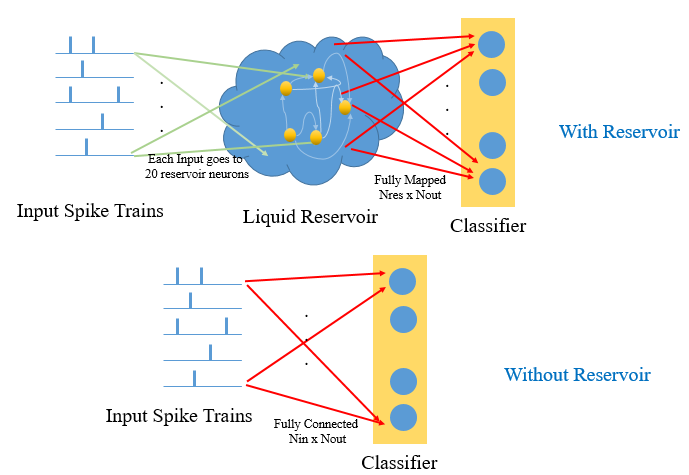 With Reservoir
Each Input goes to
20 reservoir neurons
Fully Mapped
Nres x Nout
Input Spike Trains
Liquid Reservoir
Classifier
Without Reservoir
Input Spike Trains
Fully Connected
Nin x Nout
Classifier